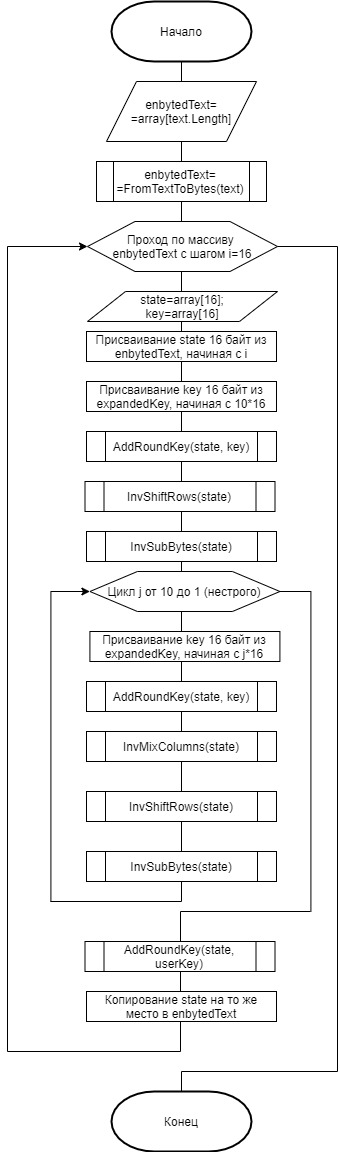 Начало
enbytedText=
=array[text.Length]
enbytedText=
=FromTextToBytes(text)
Проход по массиву
enbytedText с шагом i=16
state=array[16];
key=array[16]
Присваивание state 16 байт из
enbytedText, начиная с i
Присваивание key 16 байт из
expandedKey, начиная с 10*16
AddRoundKey(state, key)
InvShiftRows(state)
InvSubBytes(state)
Цикл j от 10 до 1 (нестрого)
Присваивание key 16 байт из
expandedKey, начиная с j*16
AddRoundKey(state, key)
InvMixColumns(state)
InvShiftRows(state)
InvSubBytes(state)
AddRoundKey(state,
userKey)
Копирование state на то же
место в enbytedText
Конец